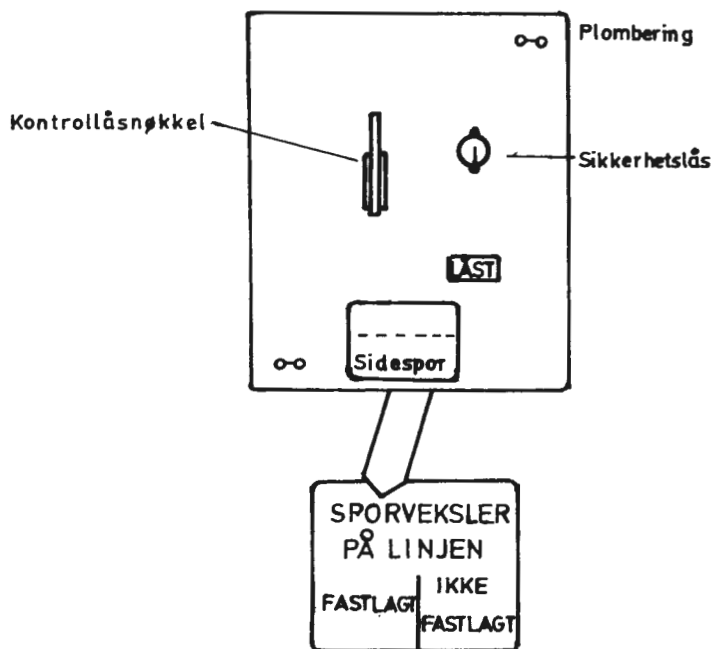 Plombering
Kontrollåsnøkkel
Sikkerhetslås
LÅST
Sidespor
SPORVEKSLER
PÅ LINJEN
FASTLAGT
IKKE
FASTLAGT